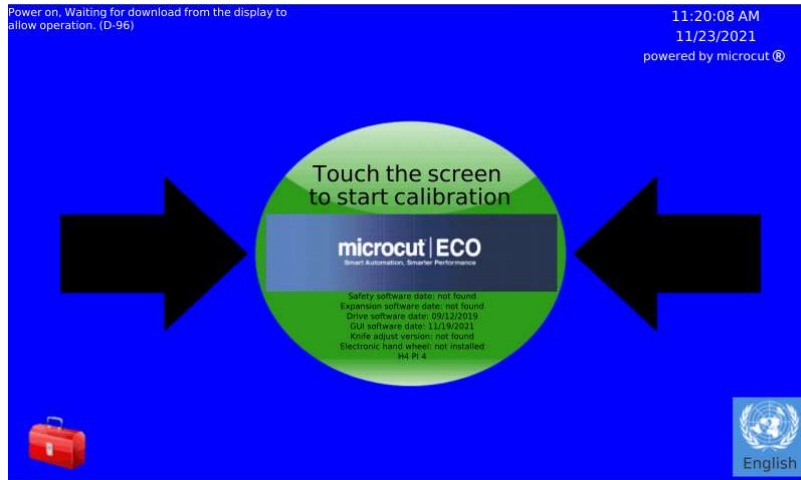 Power on, Waiting for download from the display to
allow operation. (D-96)
11:20:08 AM
11/23/2021
powered by microcut ®
Touch the screen
to start calibration
microcut | ECO
Smart Automation, Smarter Performance
Safety software date: not found
Expansion software date: not found
Drive software date: 09/12/2019
GUI software date: 11/19/2021
Knife adjust version: not found
Electronic hand wheel: not installed
H4 PI 4
English